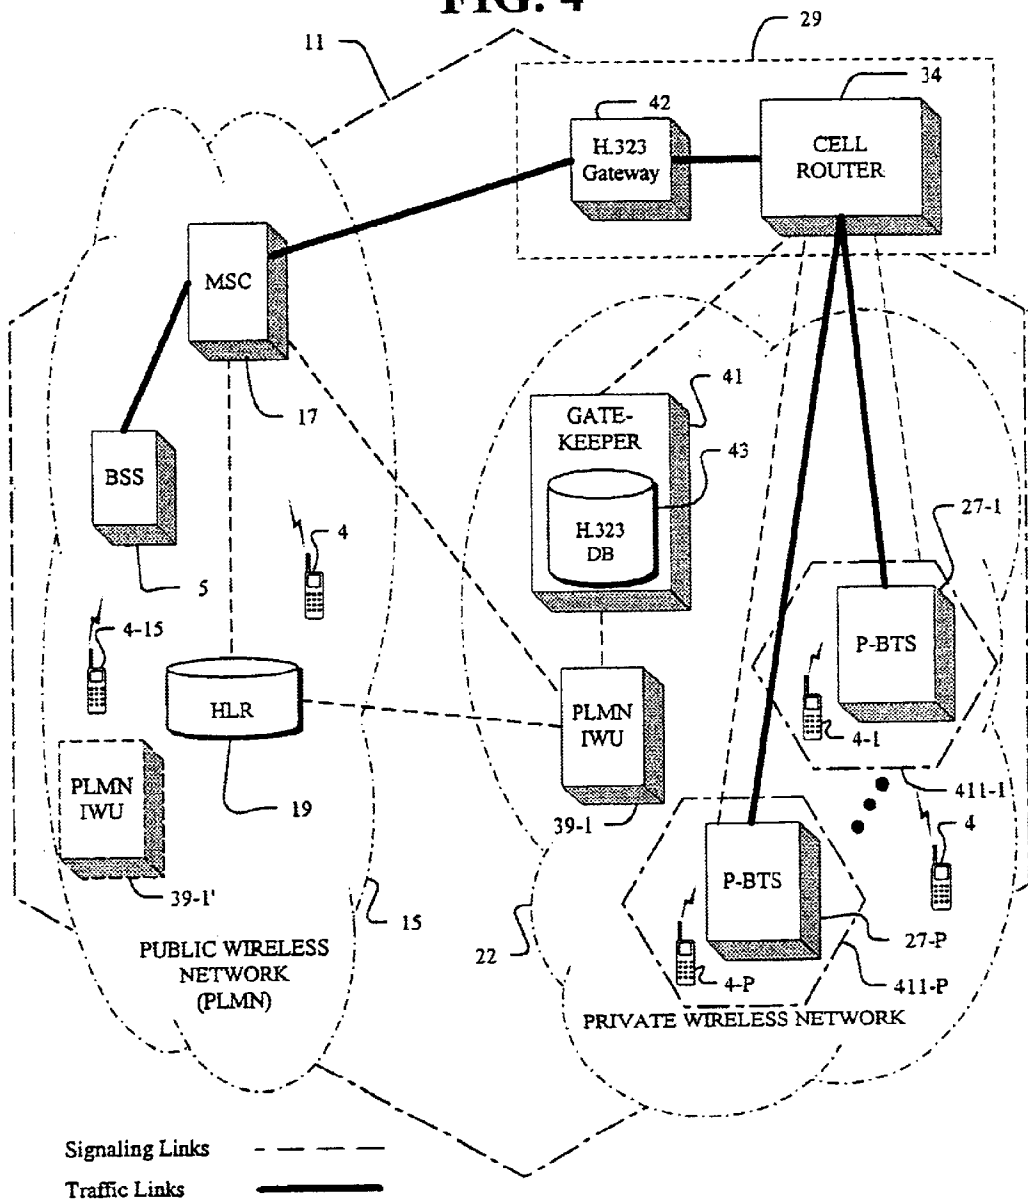 FIG. 4
11
29
34
42
H.323
Gateway
CELL
ROUTER
MSC
17
41
GATE-
KEEPER
43
H.323
DB
BSS
5
4
27-1
P-BTS
4-15
4-1
HLR
PLMN
IWU
411-1
PLMN
IWU
19
39-1
4
P-BTS
39-1'
15
22
27-P
4-P
411-P
PUBLIC WIRELESS
NETWORK
(PLMN)
PRIVATE WIRELESS NETWORK
Signaling Links
Traffic Links